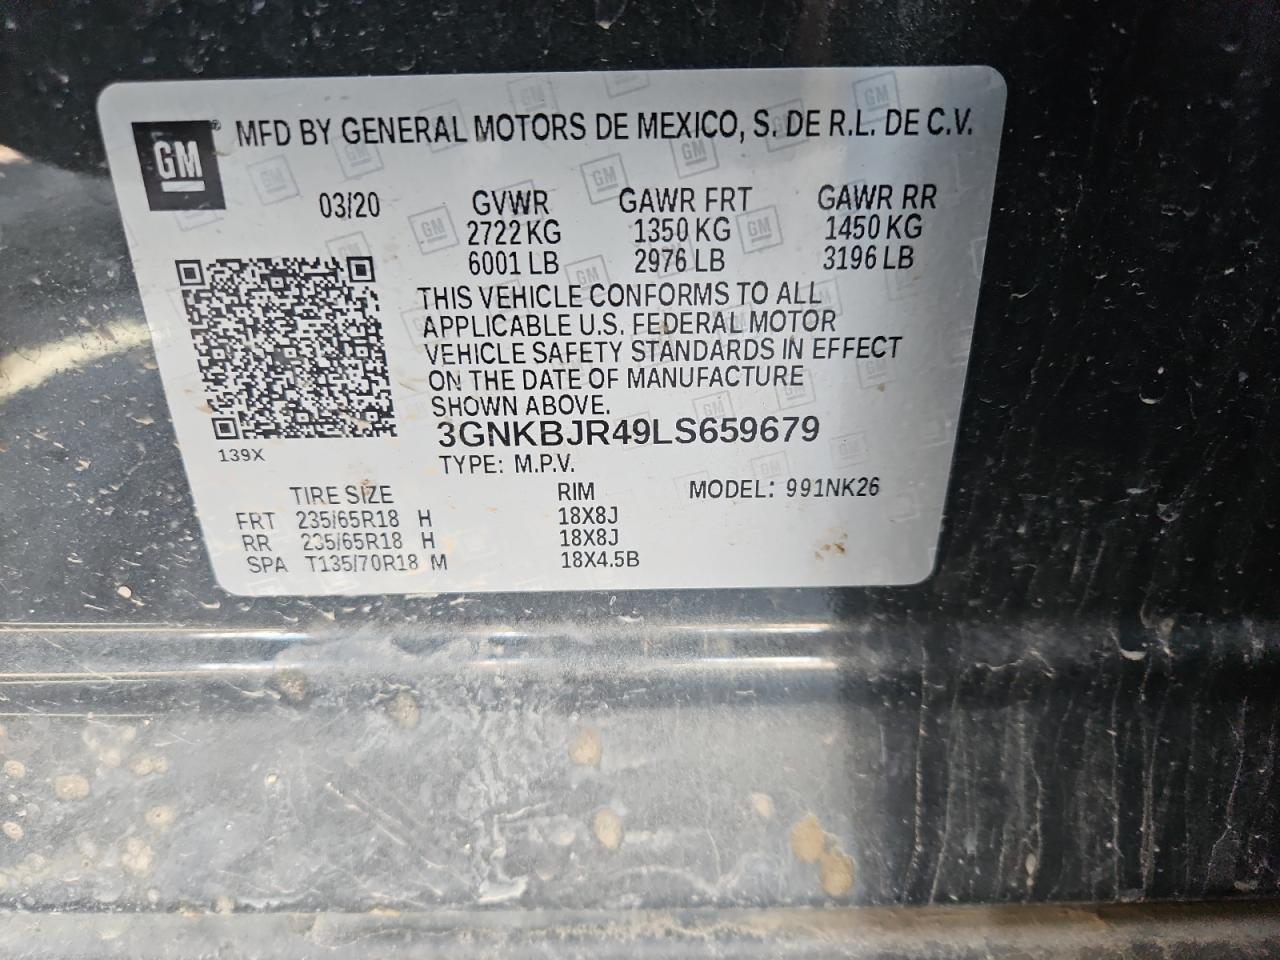 GM
MFD BY GENERAL MOTORS DE MEXICO, S. DE R.L. DE C.V.
03/20 GVWR GAWR FRT GAWR RR
2722 KG 1350 KG 1450 KG
6001 LB 2976 LB 3196 LB
THIS VEHICLE CONFORMS TO ALL
APPLICABLE U.S. FEDERAL MOTOR
VEHICLE SAFETY STANDARDS IN EFFECT
ON THE DATE OF MANUFACTURE
SHOWN ABOVE.
3GNKBJR49LS659679
139X
TYPE: M.P.V.
TIRE SIZE RIM MODEL: 991NK26
FRT 235/65R18 H 18X8J
RR 235/65R18 H 18X8J
SPA T135/70R18 M 18X4.5B